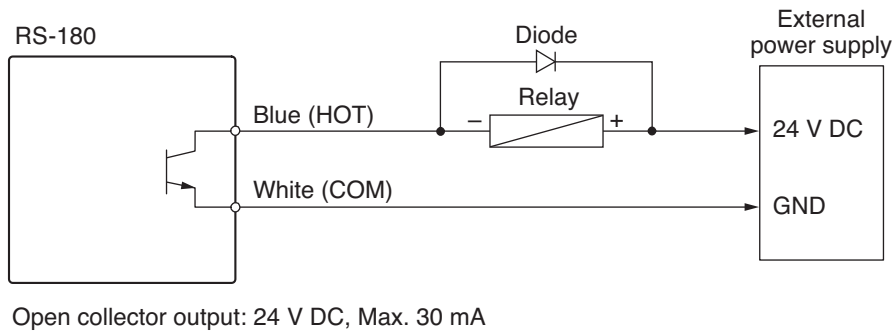 RS-180
Diode
External
power supply
Blue (HOT)
Relay
– +
24 V DC
White (COM)
GND
Open collector output: 24 V DC, Max. 30 mA